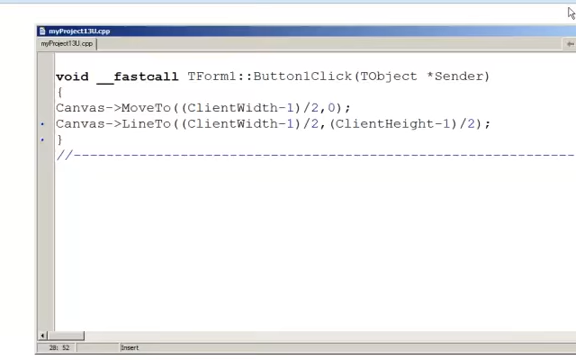 myProject13U.cpp
myProject13U.cpp
void __fastcall TForm1::Button1Click(TObject *Sender)
{
Canvas->MoveTo((ClientWidth-1)/2,0);
Canvas->LineTo((ClientWidth-1)/2,(ClientHeight-1)/2);
}
//---------------------------------------------------------------------------
28: 52 Insert